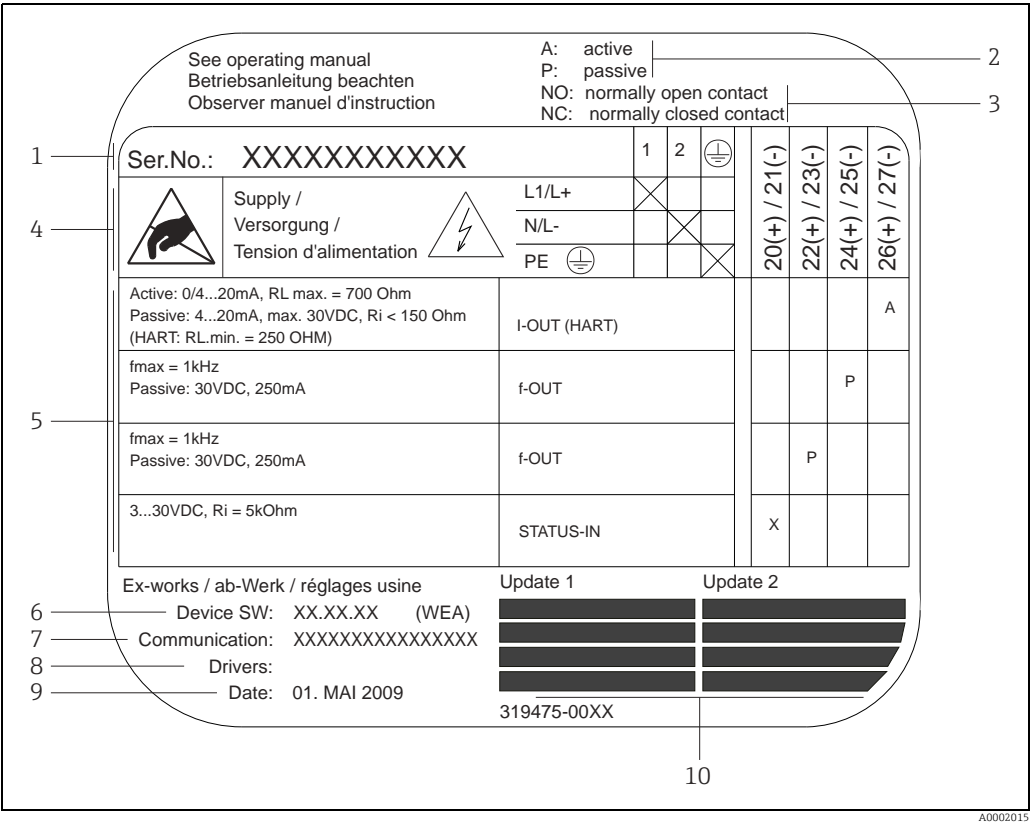 See operating manual
Betriebsanleitung beachten
Observer manuel d'instruction
A: active
P: passive
NO: normally open contact
NC: normally closed contact
2
3
1
Ser.No.: XXXXXXXXXXX
1 2
20(+) / 21(-)
22(+) / 23(-)
24(+) / 25(-)
26(+) / 27(-)
4
Supply /
Versorgung /
Tension d'alimentation
L1/L+
N/L-
PE
5
Active: 0/4...20mA, RL max. = 700 Ohm
Passive: 4...20mA, max. 30VDC, Ri < 150 Ohm
(HART: RL.min. = 250 OHM)
I-OUT (HART)
A
fmax = 1kHz
Passive: 30VDC, 250mA
f-OUT
P
fmax = 1kHz
Passive: 30VDC, 250mA
f-OUT
P
3...30VDC, Ri = 5kOhm
STATUS-IN
X
Ex-works / ab-Werk / réglages usine
Update 1
Update 2
6
Device SW: XX.XX.XX (WEA)
7
Communication: XXXXXXXXXXXXXXXX
8
Drivers:
9
Date: 01. MAI 2009
319475-00XX
10
A0002015